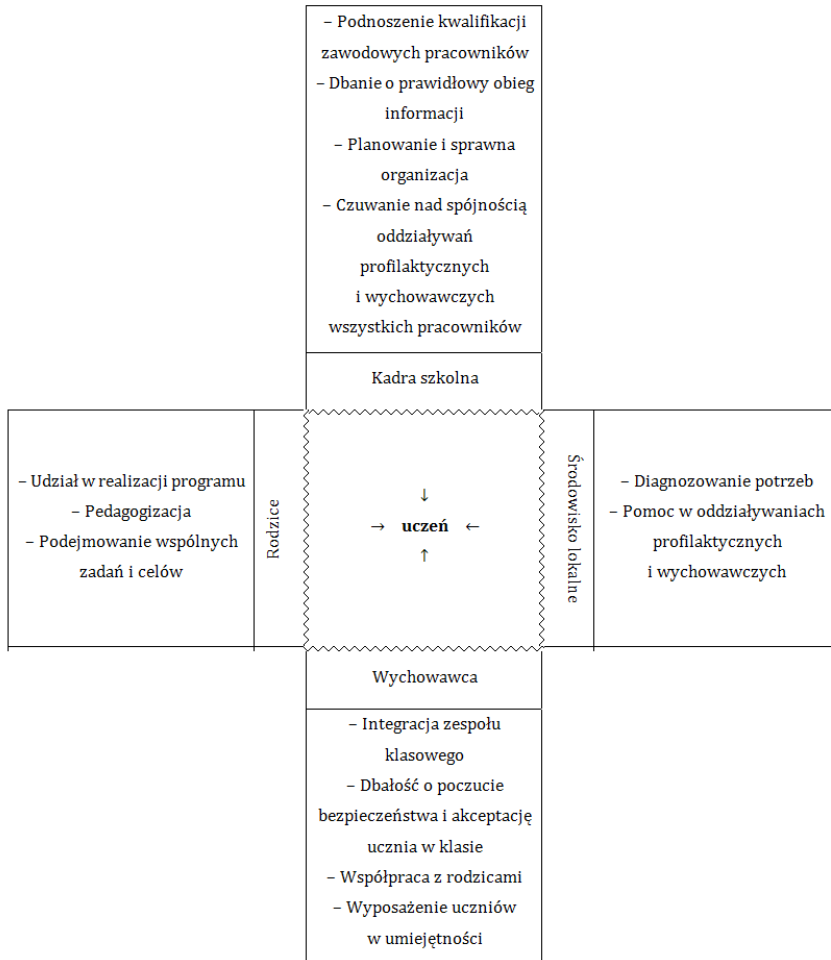 – Podnoszenie kwalifikacji
zawodowych pracowników
– Dbanie o prawidłowy obieg
informacji
– Planowanie i sprawna
organizacja
– Czuwanie nad spójnością
oddziaływań
profilaktycznych
i wychowawczych
wszystkich pracowników
Kadra szkolna
– Udział w realizacji programu
– Pedagogizacja
– Podejmowanie wspólnych
zadań i celów
Rodzice
↓
→ uczeń ←
↑
Środowisko lokalne
– Diagnozowanie potrzeb
– Pomoc w oddziaływaniach
profilaktycznych
i wychowawczych
Wychowawca
– Integracja zespołu
klasowego
– Dbałość o poczucie
bezpieczeństwa i akceptację
ucznia w klasie
– Współpraca z rodzicami
– Wyposażenie uczniów
w umiejętności